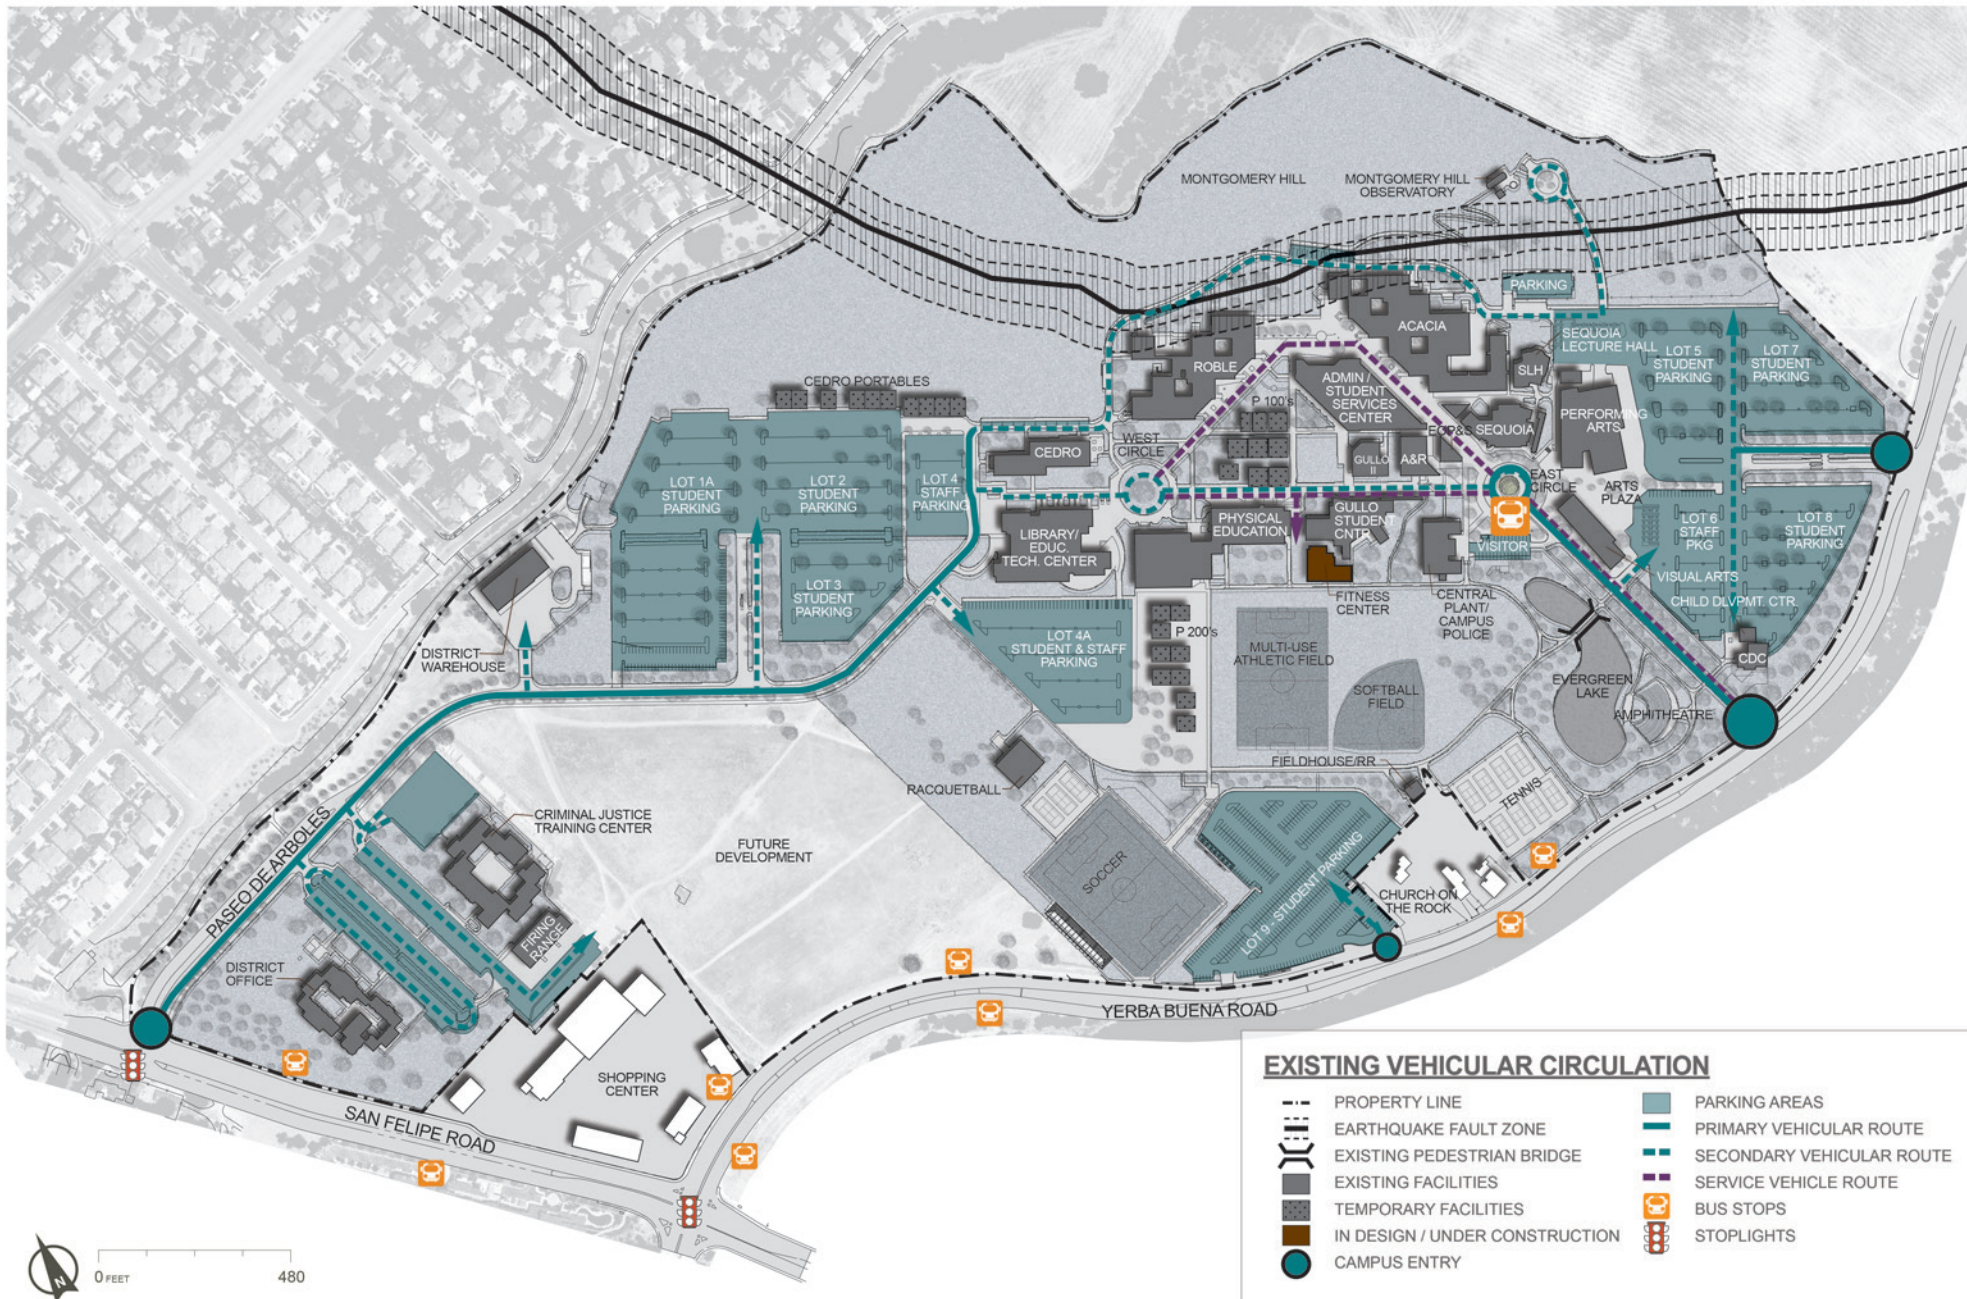 MONTGOMERY HILL
MONTGOMERY HILL
OBSERVATORY
PARKING
ACACIA
SEQUOIA
LECTURE HALL
LOT 5
STUDENT
PARKING
LOT 7
STUDENT
PARKING
ROBLE
SLH
ADMIN /
STUDENT
SERVICES
CENTER
CEDRO PORTABLES
P 100's
PERFORMING
ARTS
SEQUOIA
WEST
CIRCLE
CEDRO
GULLO
II
A&R
LOT 1A
STUDENT
PARKING
LOT 2
STUDENT
PARKING
LOT 4
STAFF
PARKING
EAST
CIRCLE
ARTS
PLAZA
LIBRARY/
EDUC.
TECH. CENTER
PHYSICAL
EDUCATION
GULLO
STUDENT
CNTR
VISITOR
LOT 6
STAFF
PKG
LOT 8
STUDENT
PARKING
LOT 3
STUDENT
PARKING
VISUAL ARTS
CHILD DLVPMT. CTR.
FITNESS
CENTER
CENTRAL
PLANT/
CAMPUS
POLICE
P 200's
LOT 4A
STUDENT & STAFF
PARKING
DISTRICT
WAREHOUSE
MULTI-USE
ATHLETIC FIELD
CDC
EVERGREEN
LAKE
SOFTBALL
FIELD
AMPHITHEATRE
FIELDHOUSE/RR
RACQUETBALL
TENNIS
CRIMINAL JUSTICE
TRAINING CENTER
FUTURE
DEVELOPMENT
PASEO DE ARBOLES
SOCCER
LOT 9 - STUDENT PARKING
CHURCH ON
THE ROCK
FIRING
RANGE
DISTRICT
OFFICE
YERBA BUENA ROAD
SHOPPING
CENTER
SAN FELIPE ROAD
EXISTING VEHICULAR CIRCULATION
PROPERTY LINE
EARTHQUAKE FAULT ZONE
EXISTING PEDESTRIAN BRIDGE
EXISTING FACILITIES
TEMPORARY FACILITIES
IN DESIGN / UNDER CONSTRUCTION
CAMPUS ENTRY
PARKING AREAS
PRIMARY VEHICULAR ROUTE
SECONDARY VEHICULAR ROUTE
SERVICE VEHICLE ROUTE
BUS STOPS
STOPLIGHTS
N
0 FEET
480